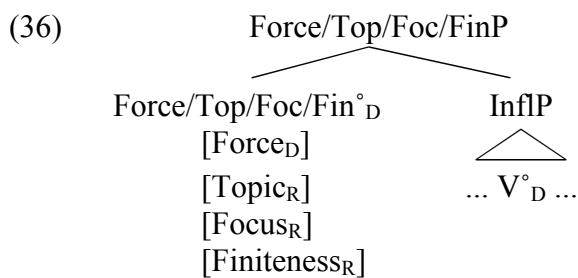 (36) Force/Top/Foc/FinP
Force/Top/Foc/Fin°D InflP
[ForceD]
[TopicR] ... V°D ...
[FocusR]
[FinitenessR]